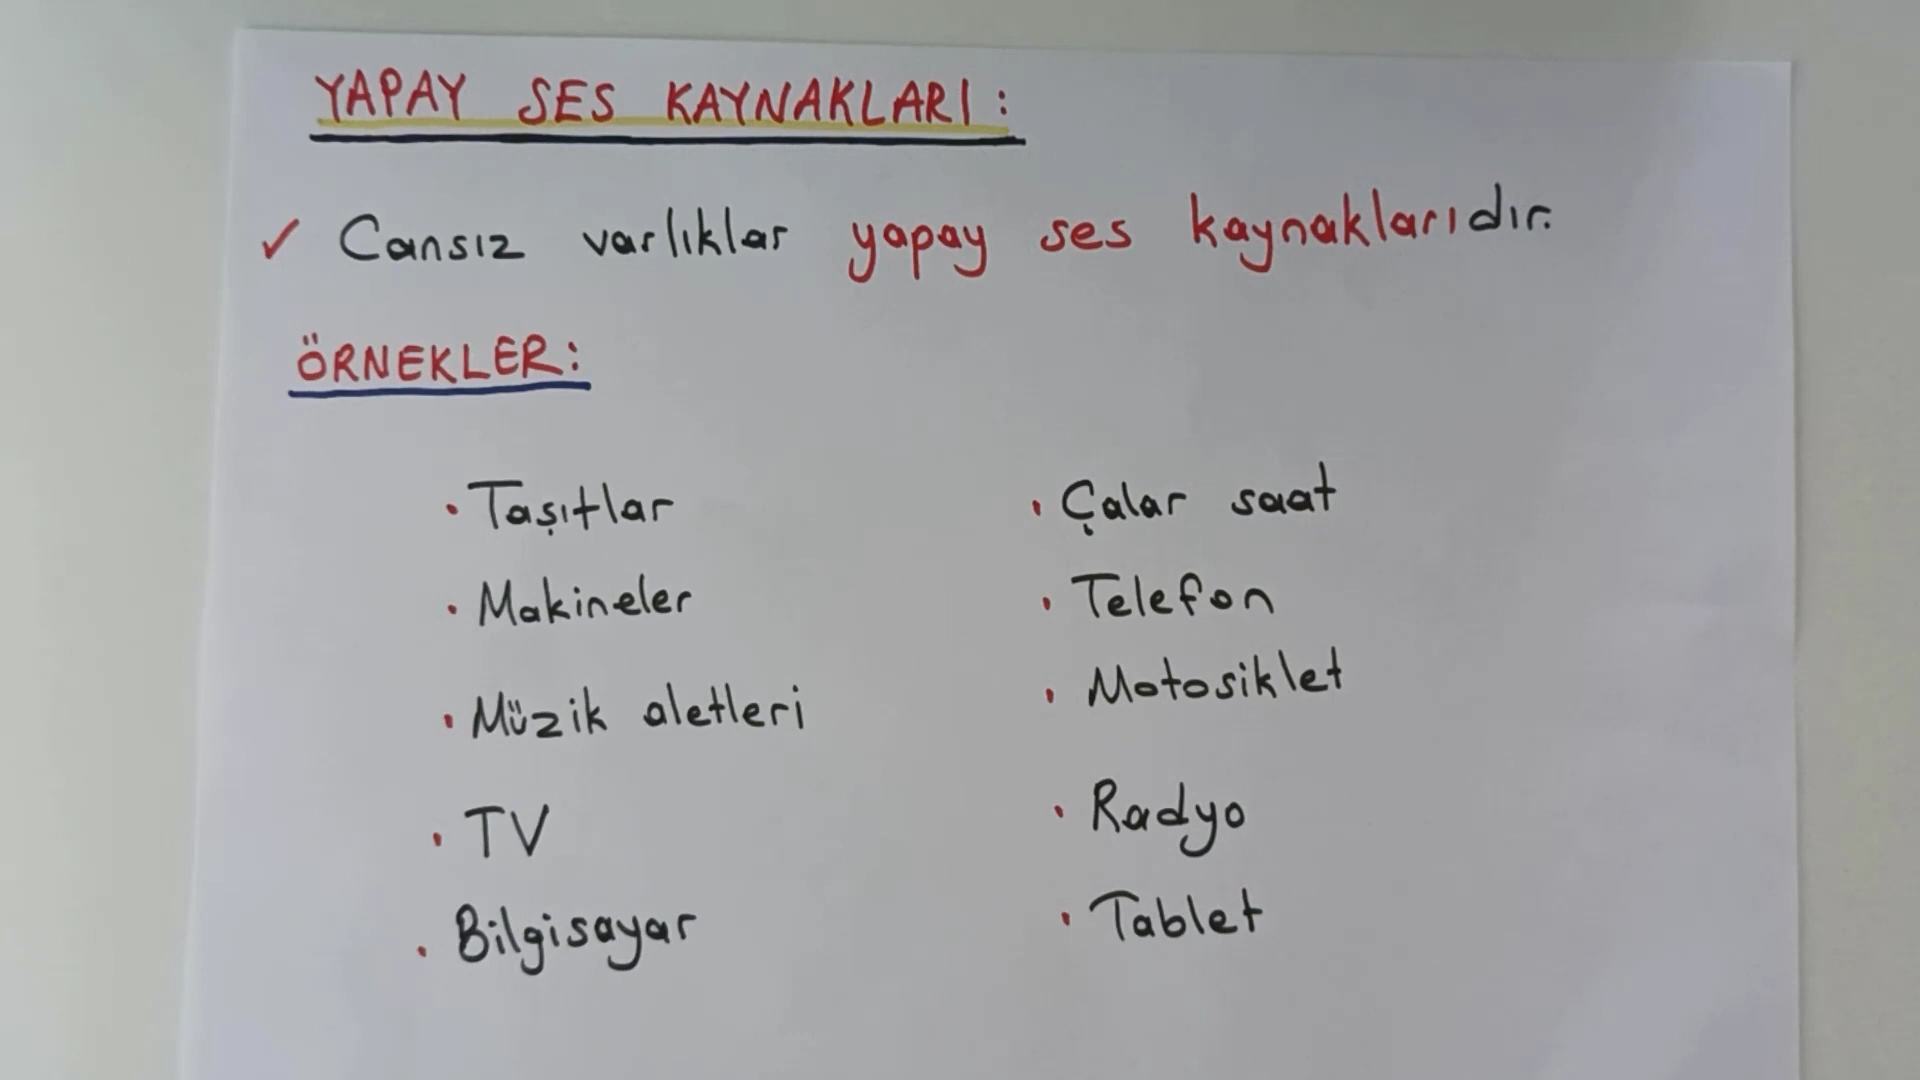 YAPAY SES KAYNAKLARI:
✓ Cansız varlıklar yapay ses kaynaklarıdır.
ÖRNEKLER:
• Taşıtlar
• Makineler
• Müzik aletleri
• TV
• Bilgisayar
• Çalar saat
• Telefon
• Motosiklet
• Radyo
• Tablet